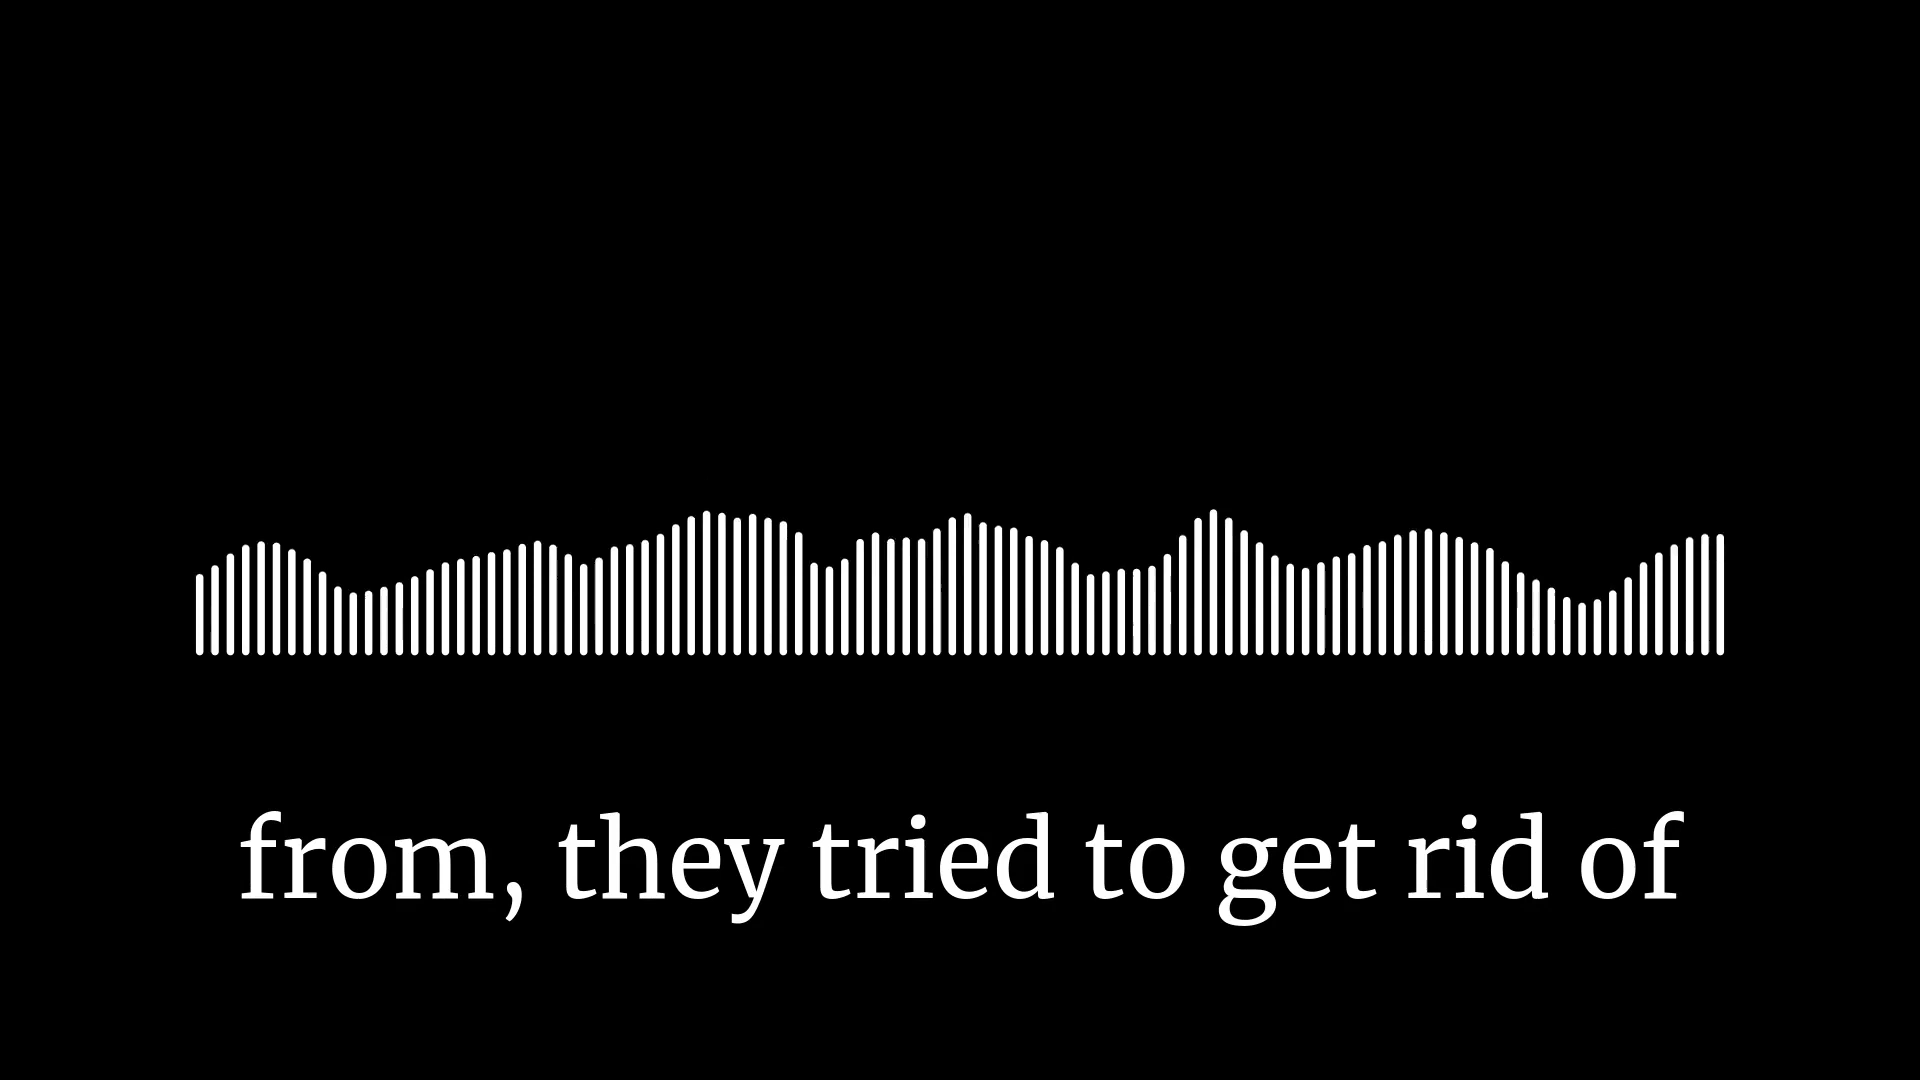 from, they tried to get rid of